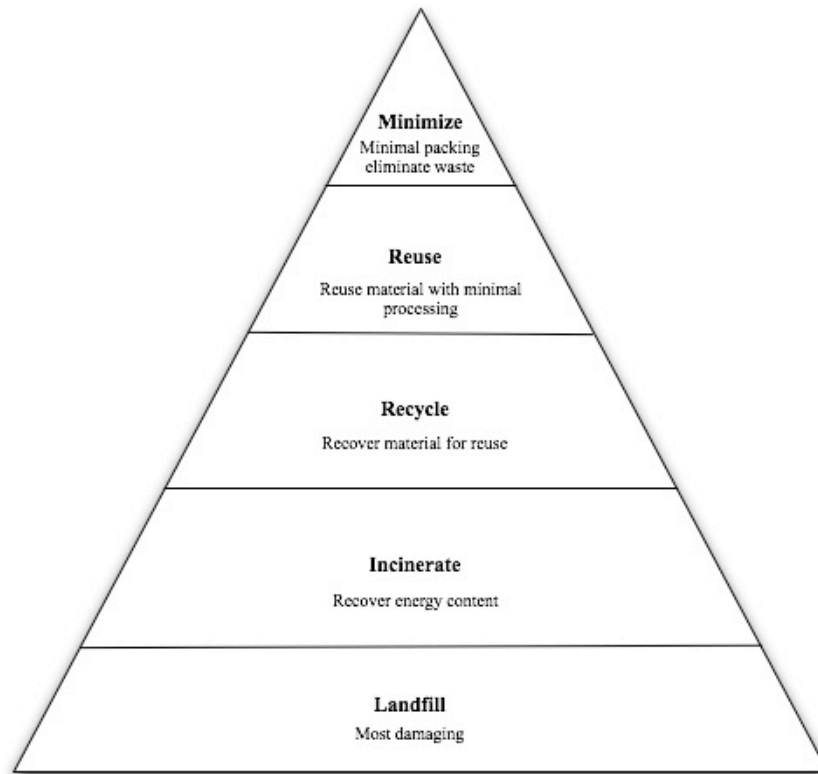 Minimize
Minimal packing
eliminate waste
Reuse
Reuse material with minimal
processing
Recycle
Recover material for reuse
Incinerate
Recover energy content
Landfill
Most damaging